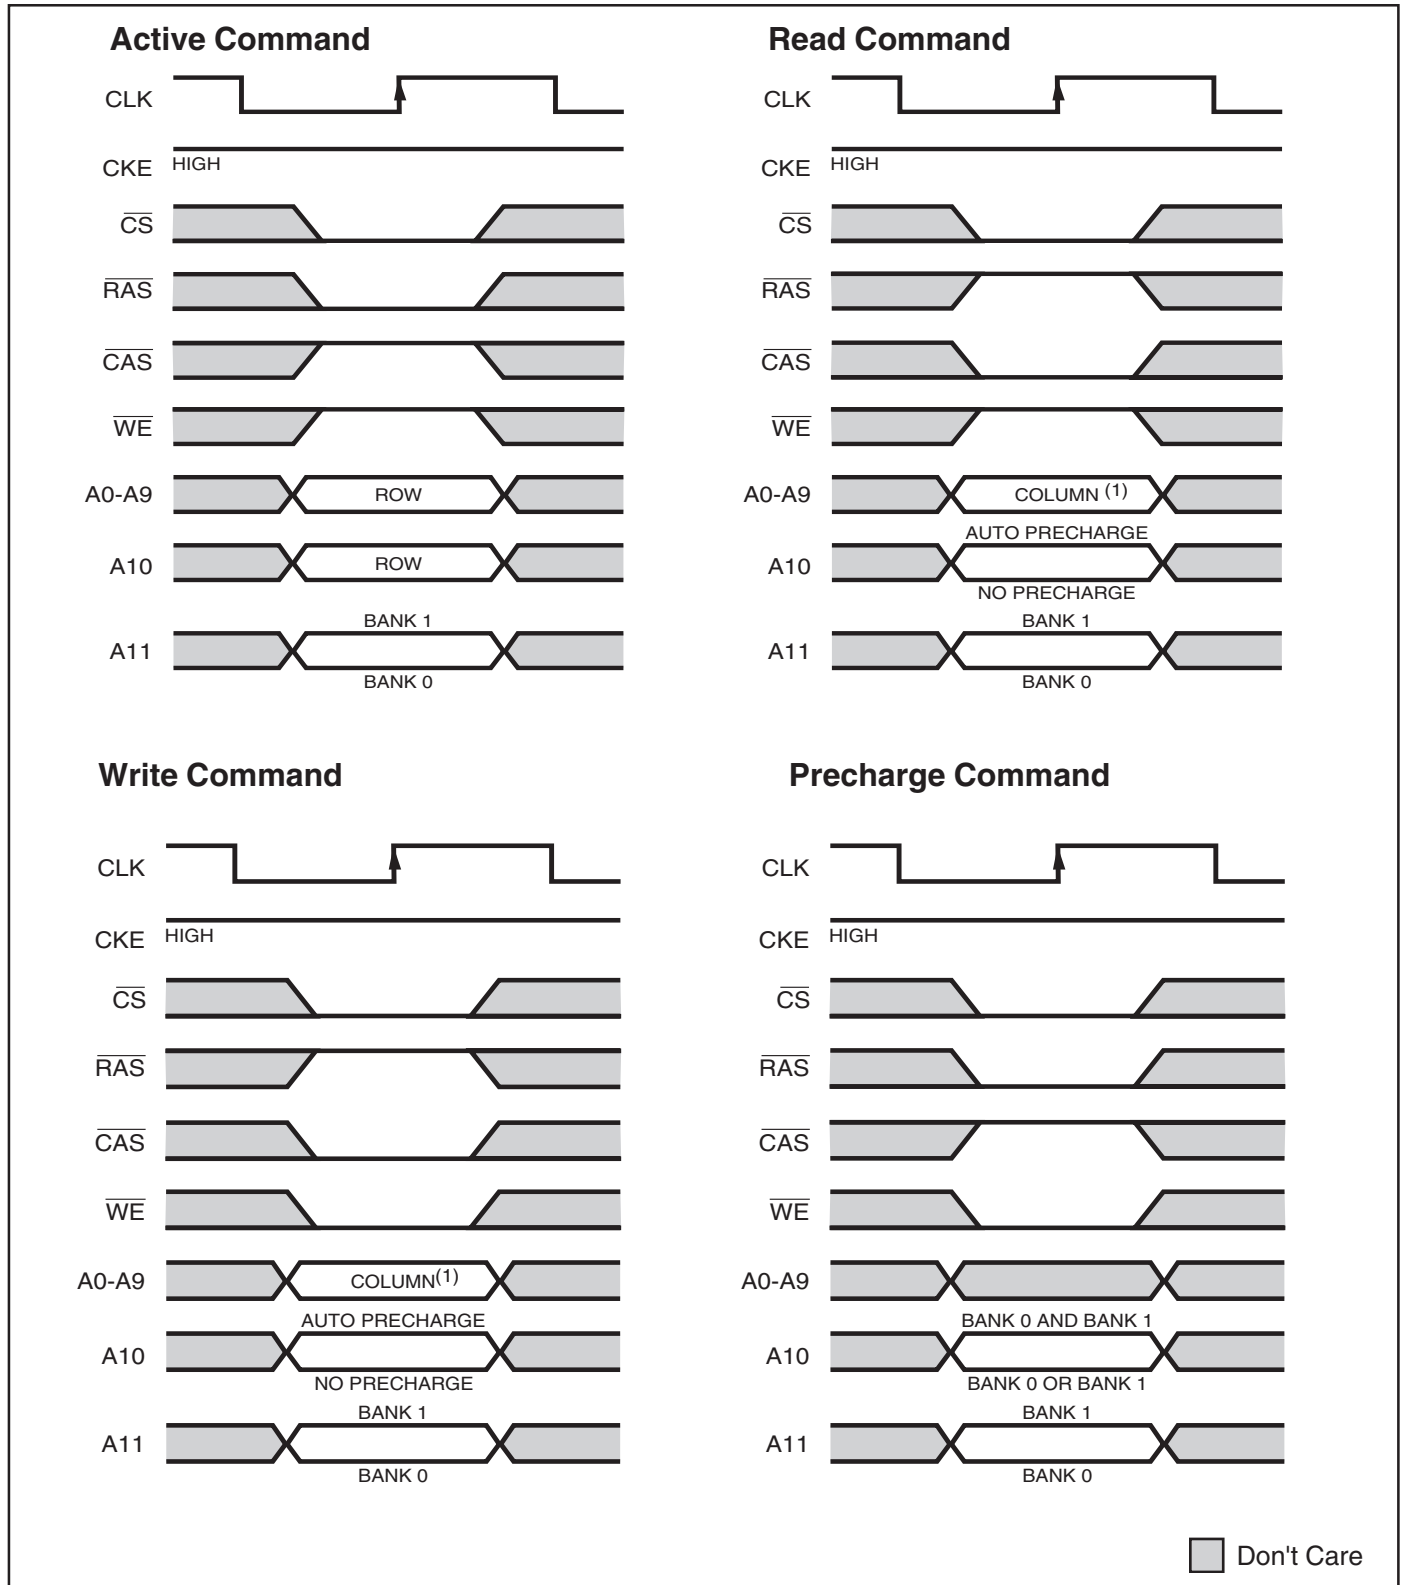 Active Command
CLK
CKE HIGH
CS
RAS
CAS
WE
A0-A9 ROW
A10 ROW
BANK 1
A11
BANK 0
Read Command
CLK
CKE HIGH
CS
RAS
CAS
WE
A0-A9 COLUMN (1)
AUTO PRECHARGE
A10
NO PRECHARGE
BANK 1
A11
BANK 0
Write Command
CLK
CKE HIGH
CS
RAS
CAS
WE
A0-A9 COLUMN(1)
AUTO PRECHARGE
A10
NO PRECHARGE
BANK 1
A11
BANK 0
Precharge Command
CLK
CKE HIGH
CS
RAS
CAS
WE
A0-A9
BANK 0 AND BANK 1
A10
BANK 0 OR BANK 1
BANK 1
A11
BANK 0
Don't Care